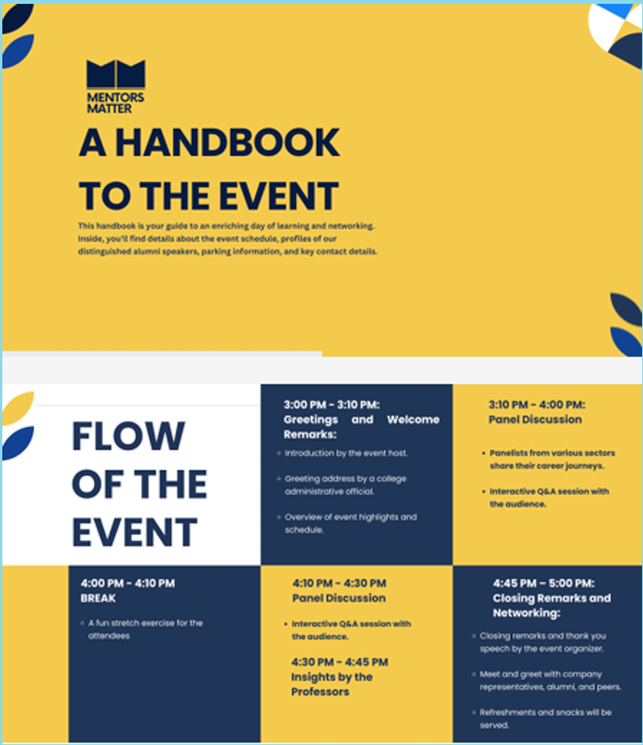 MENTORS
MATTER
A HANDBOOK
TO THE EVENT
This handbook is your guide to an enriching day of learning and networking.
Inside, you'll find details about the event schedule, profiles of our
distinguished alumni speakers, parking information, and key contact details.
FLOW
OF THE
EVENT
3:00 PM - 3:10 PM:
Greetings and Welcome
Remarks:
Introduction by the event host.
Greeting address by a college
administrative official.
Overview of event highlights and
schedule.
3:10 PM - 4:00 PM:
Panel Discussion
Panelists from various sectors
share their career journeys.
Interactive Q&A session with
the audience.
4:00 PM - 4:10 PM
BREAK
A fun stretch exercise for the
attendees
4:10 PM - 4:30 PM
Panel Discussion
Interactive Q&A session with
the audience.
4:30 PM - 4:45 PM
Insights by the
Professors
4:45 PM – 5:00 PM:
Closing Remarks and
Networking:
Closing remarks and thank you
speech by the event organizer.
Meet and greet with company
representatives, alumni, and peers.
Refreshments and snacks will be
served.